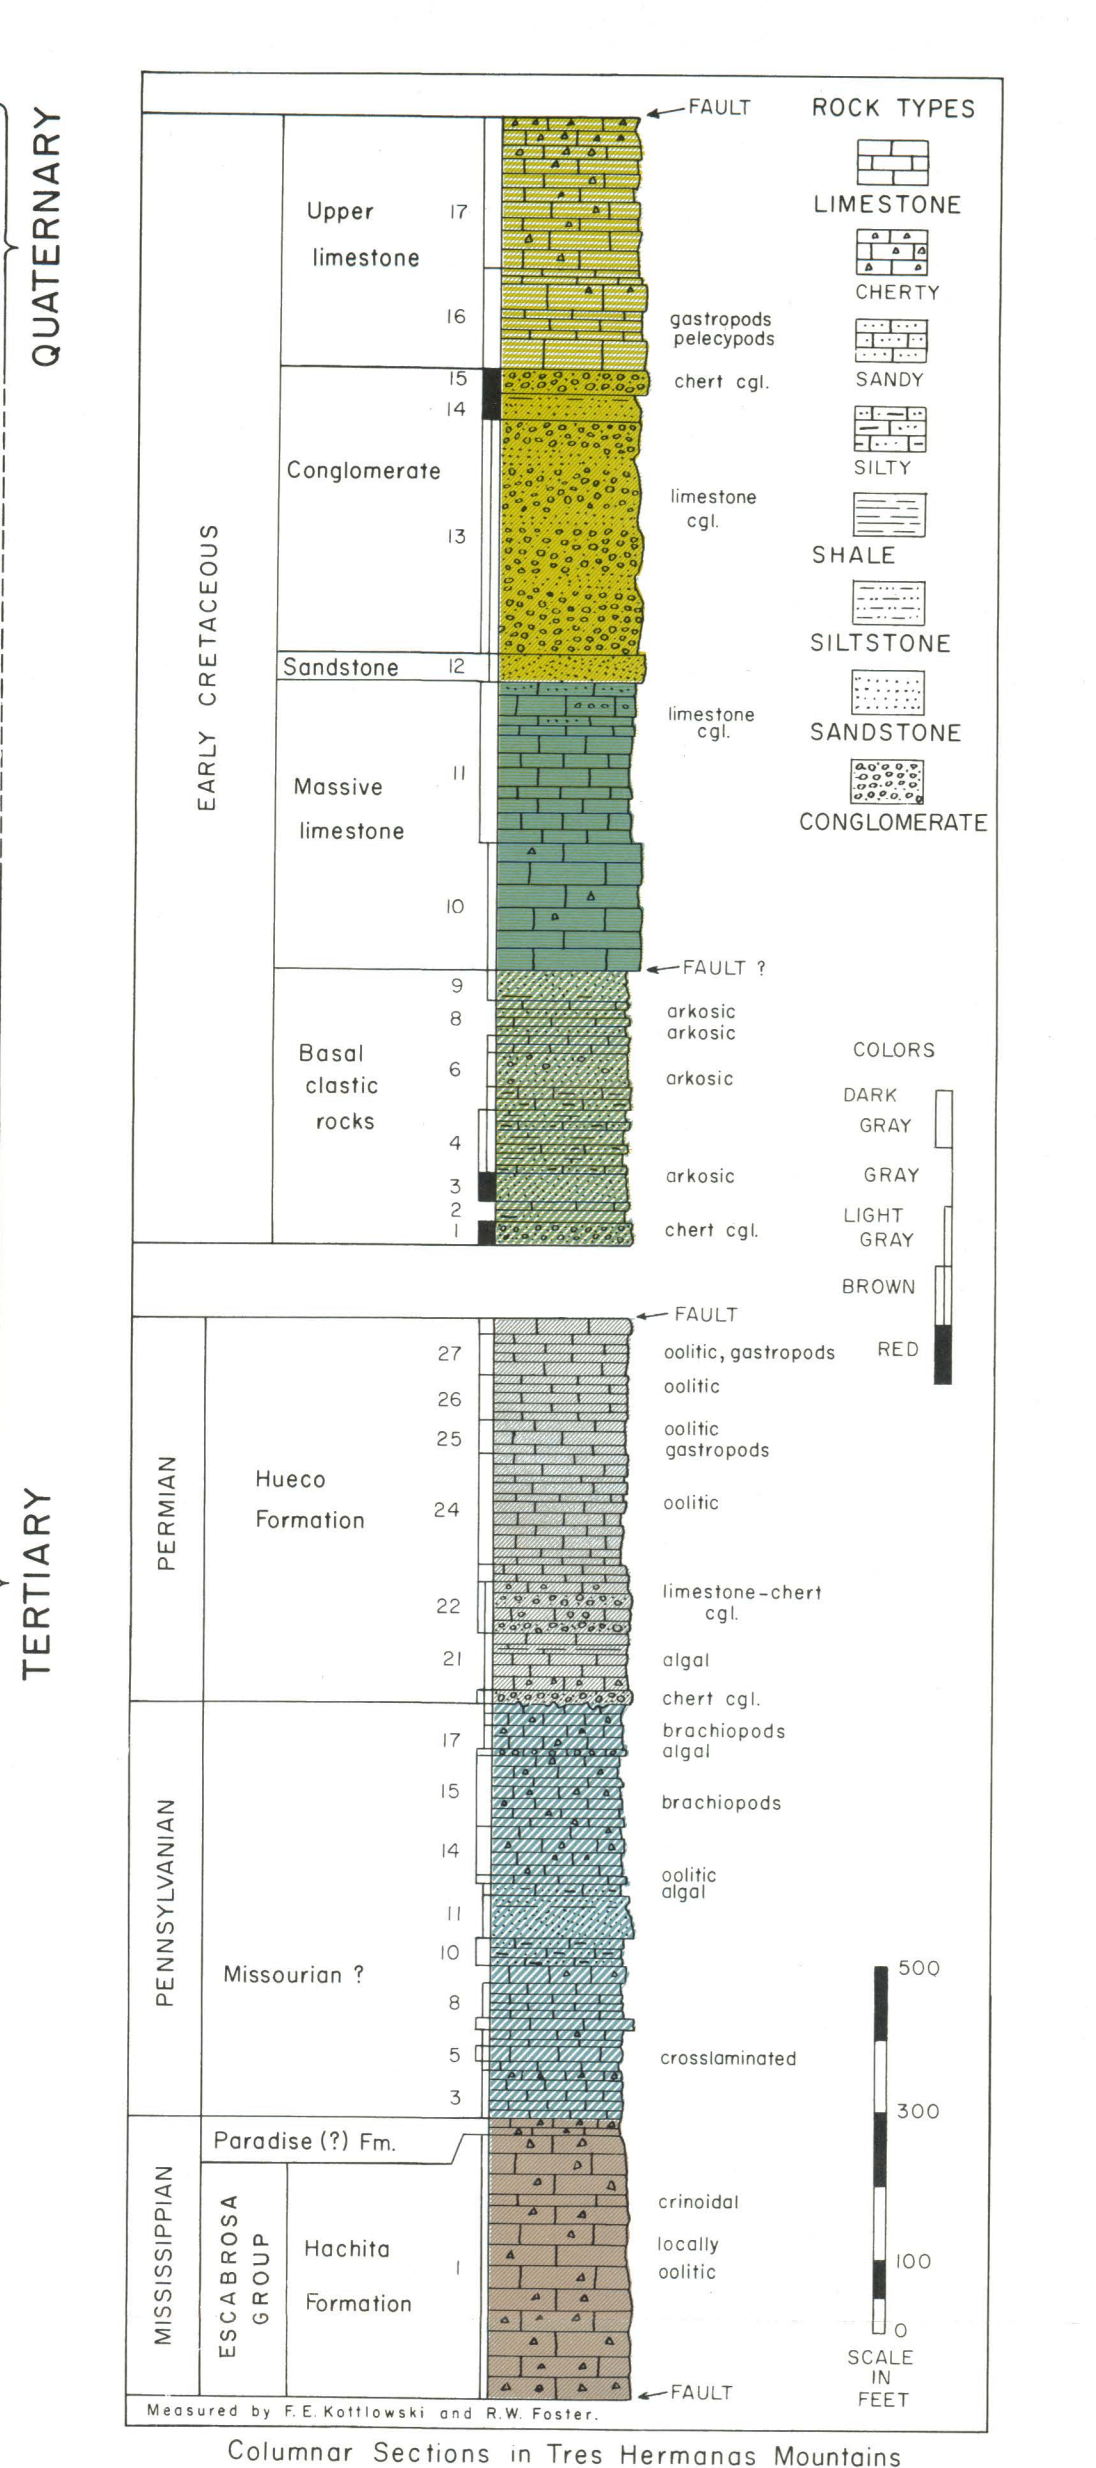 QUATERNARY
TERTIARY
FAULT
ROCK TYPES
LIMESTONE
CHERTY
SANDY
SILTY
SHALE
SILTSTONE
SANDSTONE
CONGLOMERATE
EARLY CRETACEOUS
Upper
limestone
17
16
gastropods
pelecypods
15
chert cgl.
14
Conglomerate
limestone
cgl.
13
Sandstone
12
limestone
cgl.
11
Massive
limestone
10
FAULT ?
9
8
arkosic
arkosic
Basal
clastic
rocks
6
arkosic
4
3
arkosic
2
1
chert cgl.
COLORS
DARK
GRAY
GRAY
LIGHT
GRAY
BROWN
RED
FAULT
PERMIAN
Hueco
Formation
27
oolitic, gastropods
26
oolitic
25
oolitic
gastropods
24
oolitic
22
limestone-chert
cgl.
21
algal
chert cgl.
PENNSYLVANIAN
Missourian ?
17
brachiopods
algal
15
brachiopods
14
oolitic
algal
11
10
8
5
crosslaminated
3
MISSISSIPPIAN
Paradise (?) Fm.
ESCABROSA
GROUP
Hachita
Formation
1
crinoidal
locally
oolitic
FAULT
500
300
100
0
SCALE
IN
FEET
Measured by F. E. Kottlowski and R.W. Foster.
Columnar Sections in Tres Hermanas Mountains